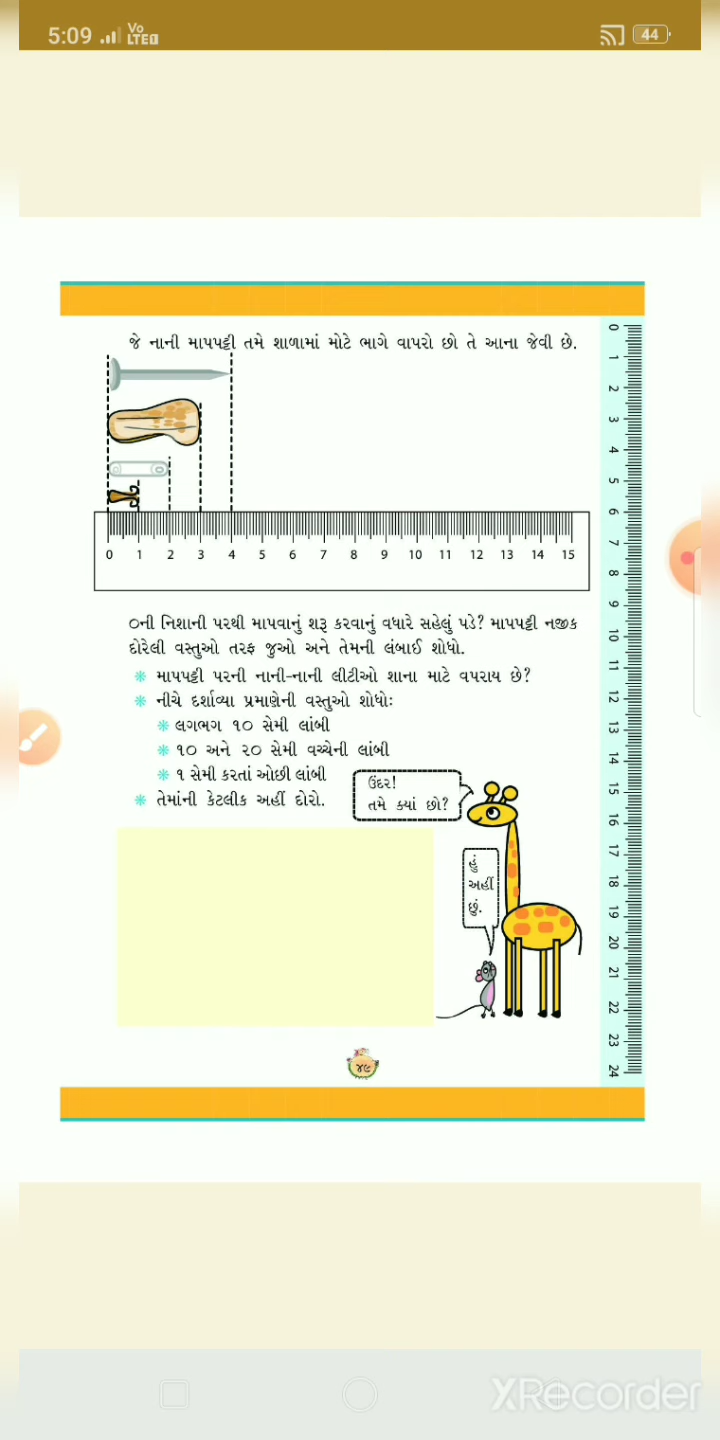 5:09 Vo LTE 44
જે નાની માપપટ્ટી તમે શાળામાં મોટે ભાગે વાપરો છો તે આના જેવી છે.
0 1 2 3 4 5 6 7 8 9 10 11 12 13 14 15
૦ની નિશાની પરથી માપવાનું શરૂ કરવાનું વધારે સહેલું પડે? માપપટ્ટી નજીક
દોરેલી વસ્તુઓ તરફ જુઓ અને તેમની લંબાઈ શોધો.
માપપટ્ટી પરની નાની-નાની લીટીઓ શાના માટે વપરાય છે?
નીચે દર્શાવ્યા પ્રમાણેની વસ્તુઓ શોધોઃ
લગભગ ૧૦ સેમી લાંબી
૧૦ અને ૨૦ સેમી વચ્ચેની લાંબી
૧ સેમી કરતાં ઓછી લાંબી
તેમાંની કેટલીક અહીં દોરો.
ઉંદર!
તમે ક્યાં છો?
હું
અહીં
છું.
૪૯
0 1 2 3 4 5 6 7 8 9 10 11 12 13 14 15 16 17 18 19 20 21 22 23 24
XRecorder